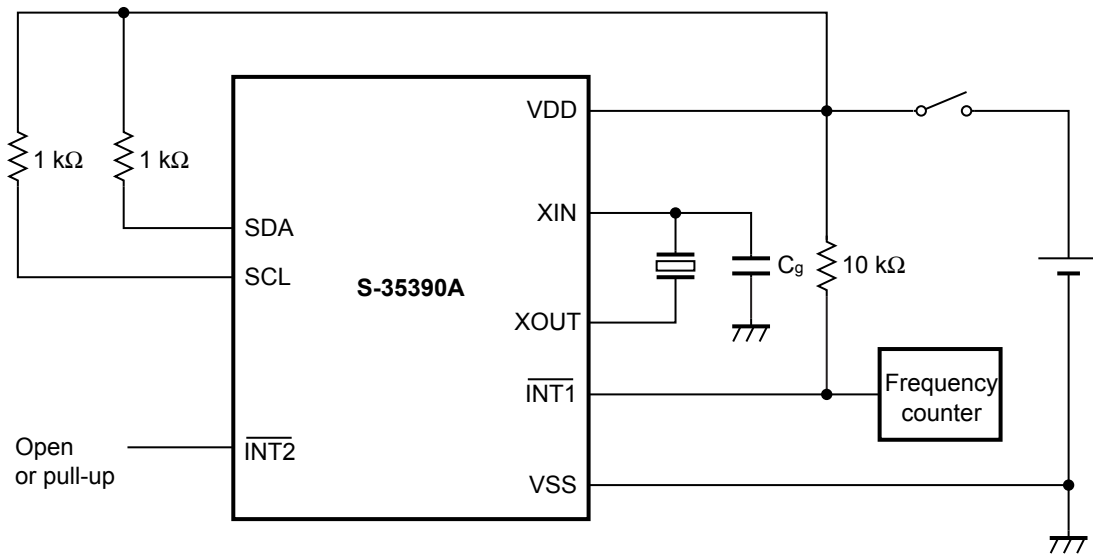 VDD
1 kΩ
1 kΩ
XIN
SDA
SCL
S-35390A
C₉
10 kΩ
XOUT
INT1
Frequency
counter
Open
or pull-up
INT2
VSS